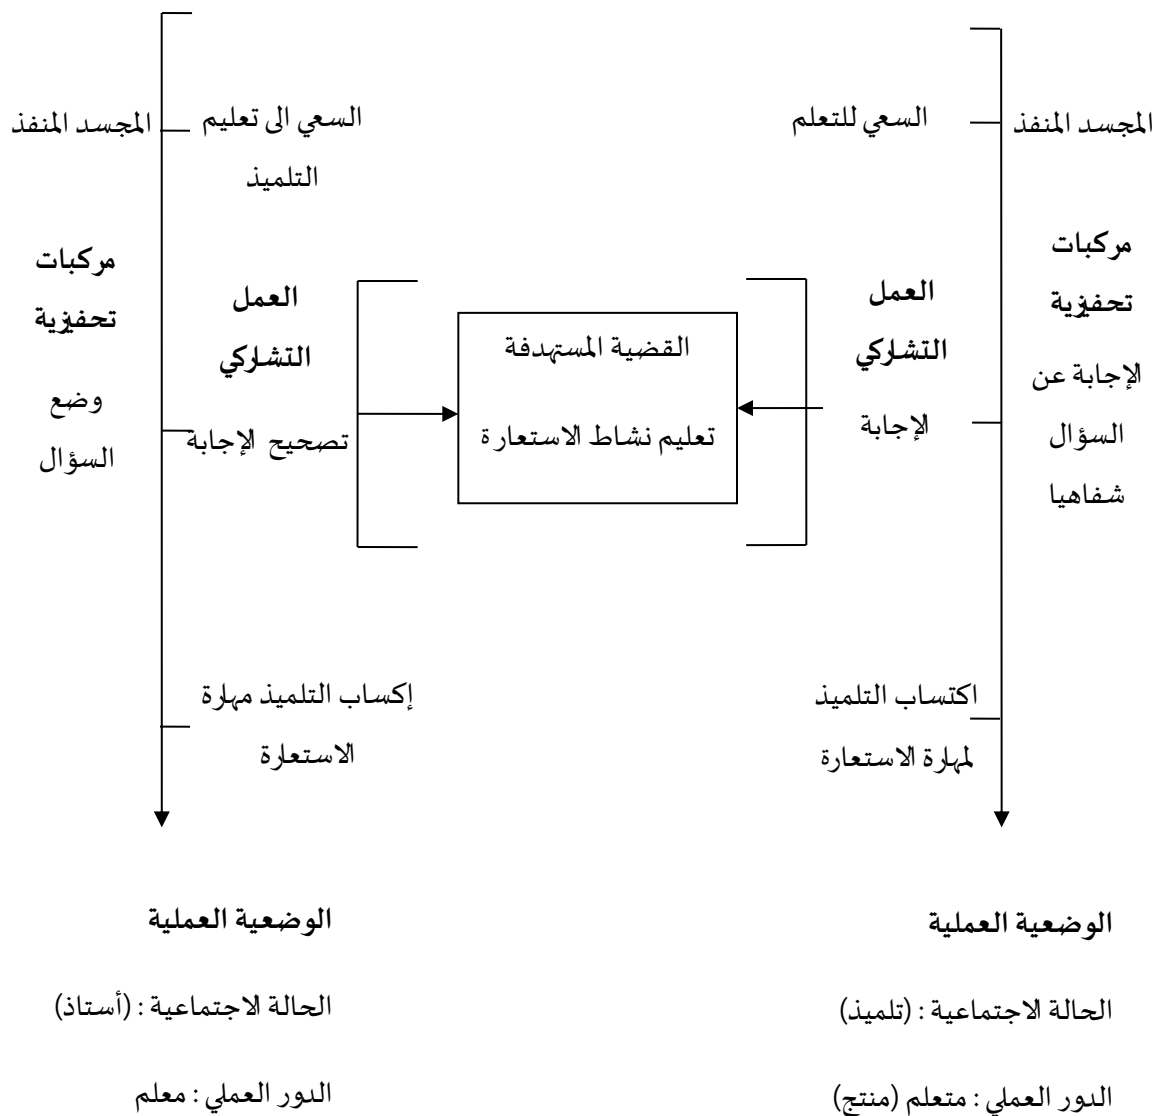 المجسد المنفذ
السعي للتعلم
السعي الى تعليم
التلميذ
المجسد المنفذ
مركبات
تحفيزية
الإجابة عن
السؤال
شفاهيا
العمل
التشاركي
الإجابة
القضية المستهدفة
تعليم نشاط الاستعارة
العمل
التشاركي
تصحيح الإجابة
مركبات
تحفيزية
وضع
السؤال
اكتساب التلميذ
لمهارة الاستعارة
إكساب التلميذ مهارة
الاستعارة
الوضعية العملية
الحالة الاجتماعية : (تلميذ)
الدور العملي : متعلم (منتج)
الوضعية العملية
الحالة الاجتماعية : (أستاذ)
الدور العملي : معلم